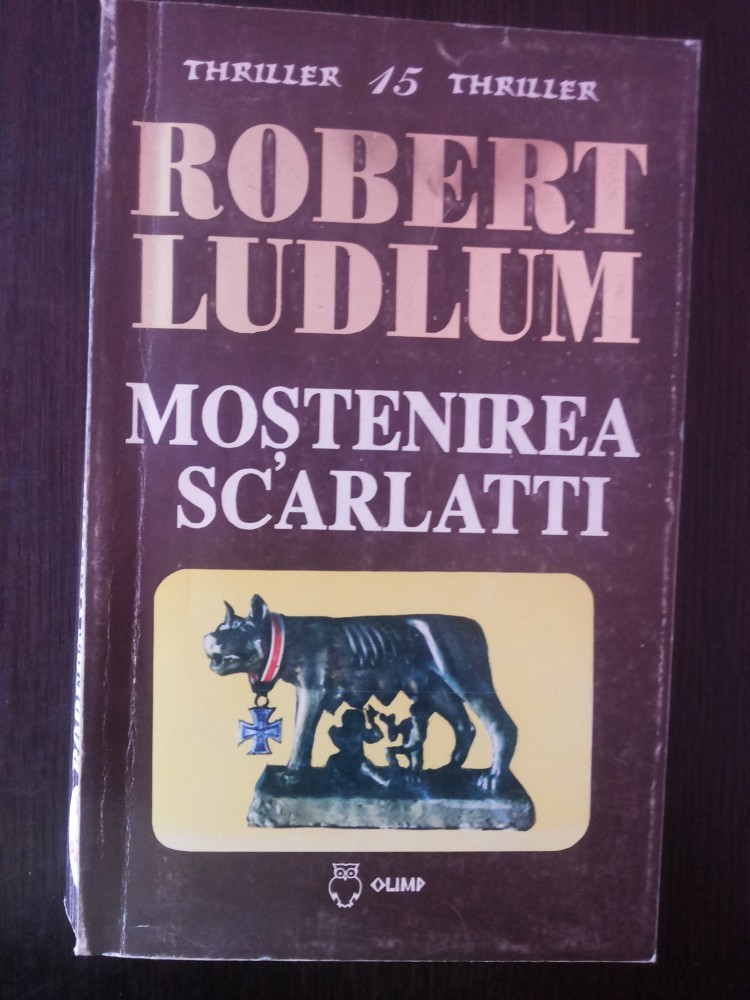 THRILLER 15 THRILLER
ROBERT
LUDLUM
MOȘTENIREA
SCARLATTI
OLIMP